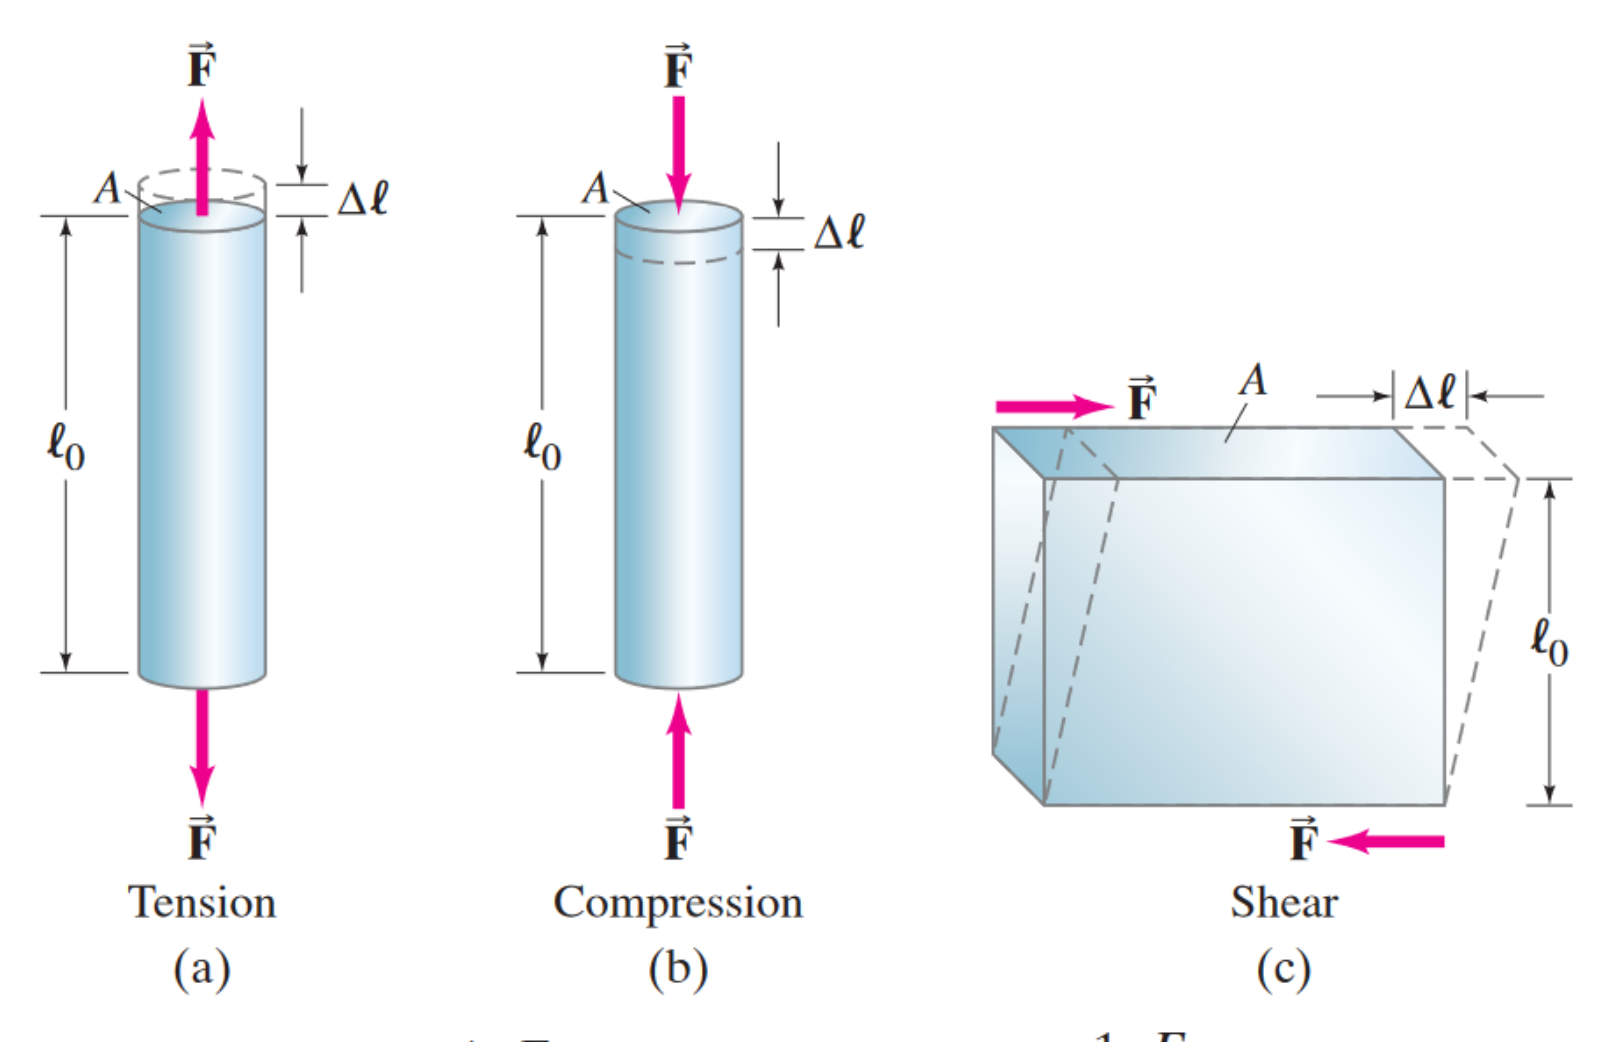 F⃗ F⃗
A Δℓ A Δℓ
F⃗ A Δℓ
ℓ₀ ℓ₀
ℓ₀
F⃗ F⃗ F⃗
Tension Compression Shear
(a) (b) (c)